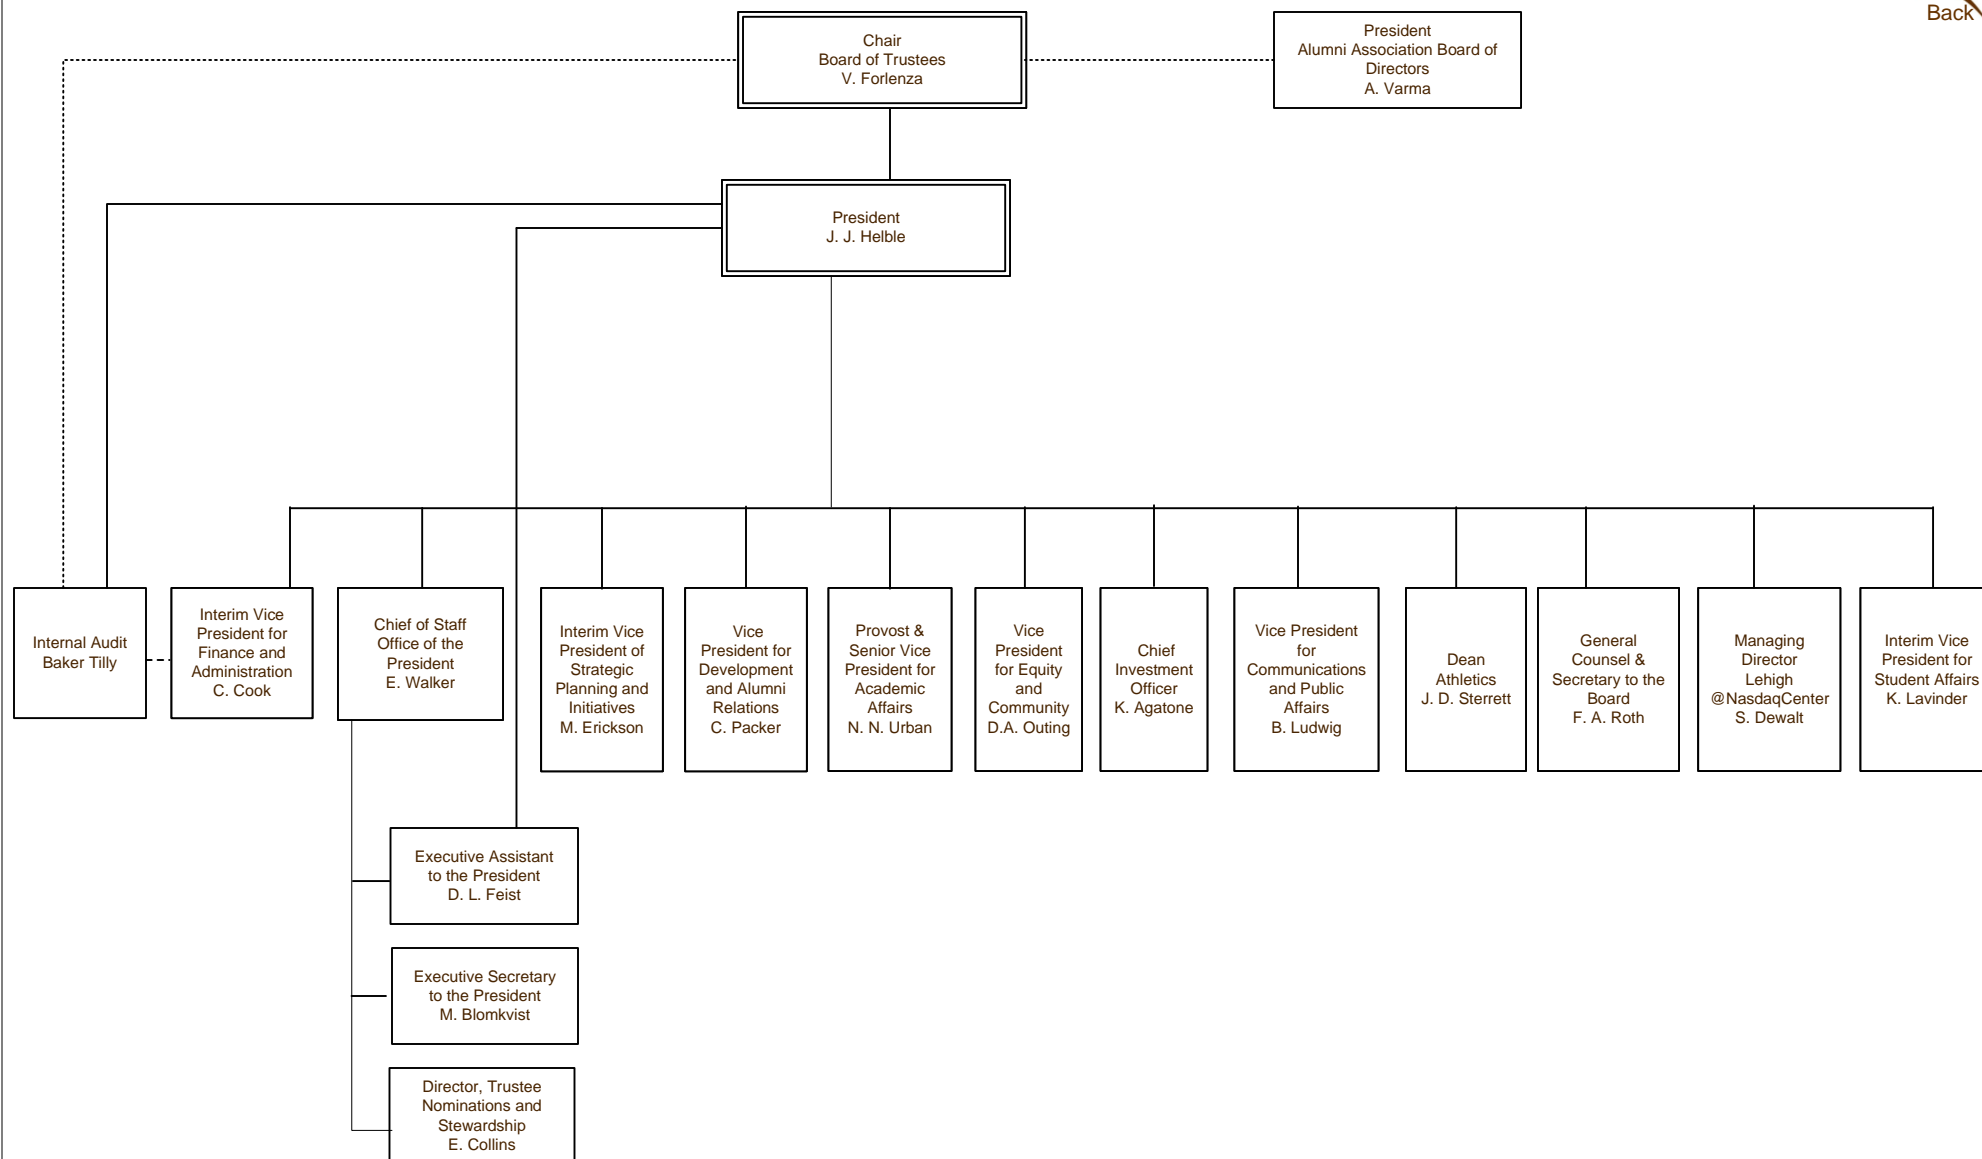 Back
Chair
Board of Trustees
V. Forlenza
President
Alumni Association Board of
Directors
A. Varma
President
J. J. Helble
Internal Audit
Baker Tilly
Interim Vice
President for
Finance and
Administration
C. Cook
Chief of Staff
Office of the
President
E. Walker
Interim Vice
President of
Strategic
Planning and
Initiatives
M. Erickson
Vice
President for
Development
and Alumni
Relations
C. Packer
Provost &
Senior Vice
President for
Academic
Affairs
N. N. Urban
Vice
President
for Equity
and
Community
D.A. Outing
Chief
Investment
Officer
K. Agatone
Vice President
for
Communications
and Public
Affairs
B. Ludwig
Dean
Athletics
J. D. Sterrett
General
Counsel &
Secretary to the
Board
F. A. Roth
Managing
Director
Lehigh
@NasdaqCenter
S. Dewalt
Interim Vice
President for
Student Affairs
K. Lavinder
Executive Assistant
to the President
D. L. Feist
Executive Secretary
to the President
M. Blomkvist
Director, Trustee
Nominations and
Stewardship
E. Collins